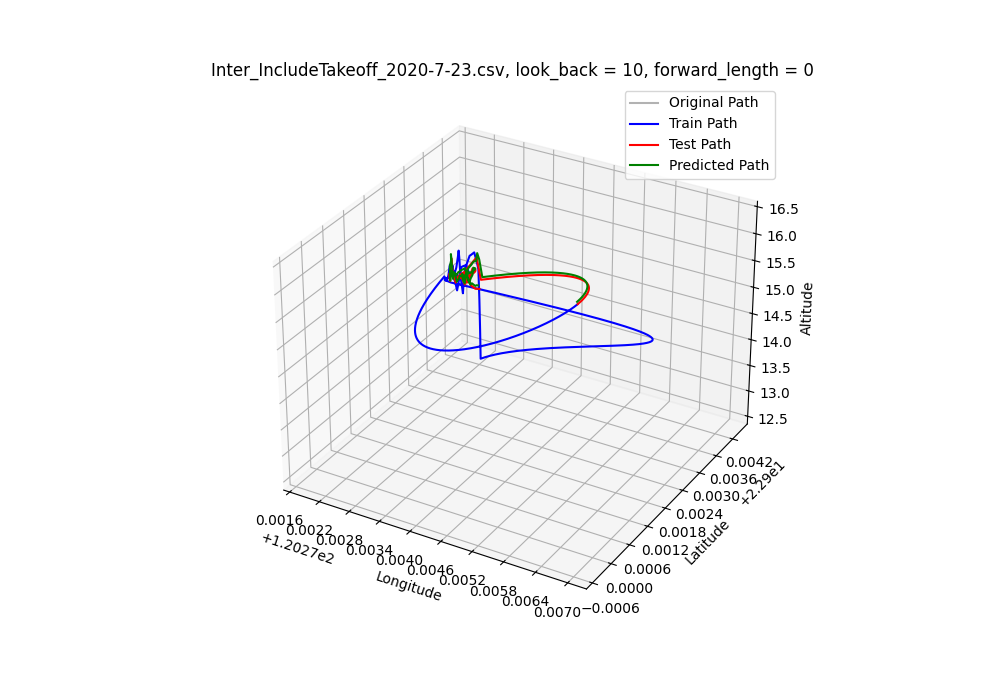 Inter_IncludeTakeoff_2020-7-23.csv, look_back = 10, forward_length = 0
Original Path
Train Path
Test Path
Predicted Path
16.5
16.0
15.5
15.0
14.5
14.0
13.5
13.0
12.5
Altitude
0.0042
0.0036
0.0030
0.0024
0.0018
0.0012
0.0006
0.0000
−0.0006
+2.29e1
Latitude
0.0016
0.0022
0.0028
0.0034
0.0040
0.0046
0.0052
0.0058
0.0064
0.0070
+1.2027e2
Longitude